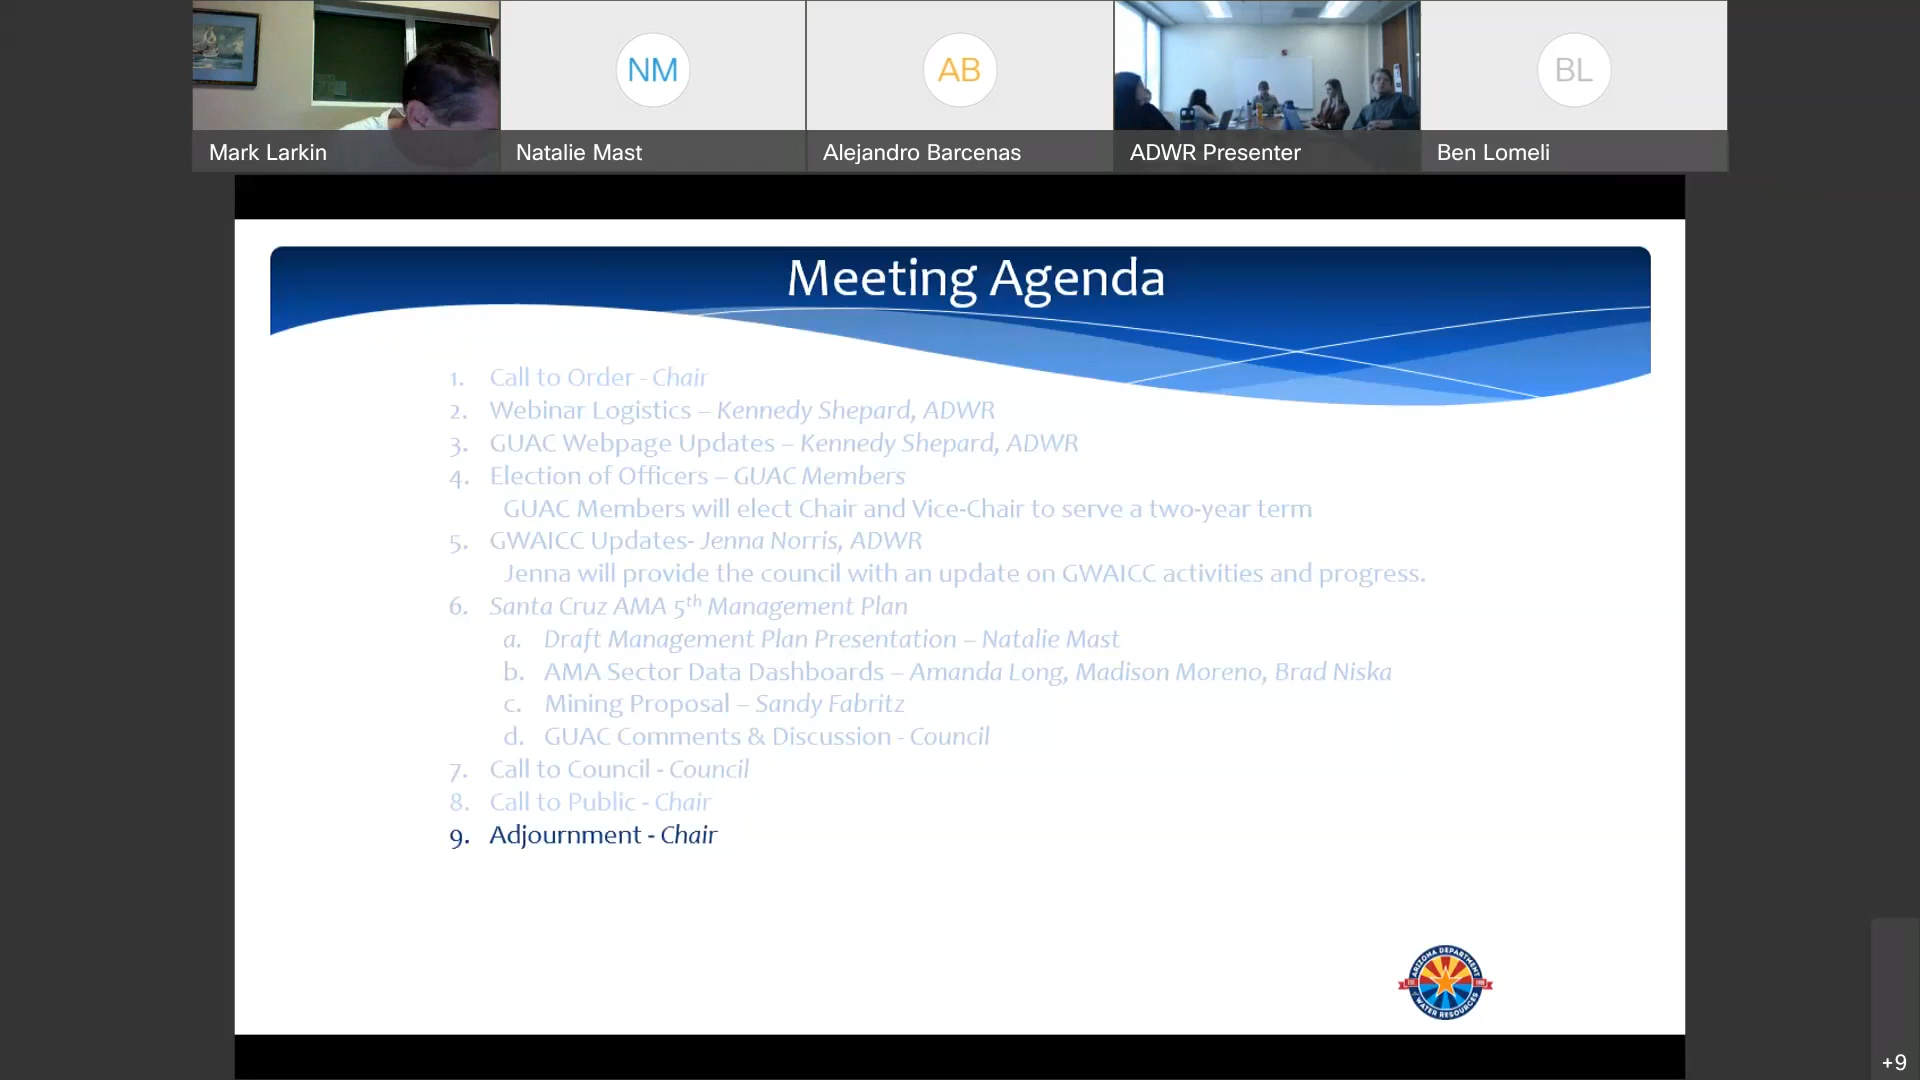 NM
AB
BL
Mark Larkin
Natalie Mast
Alejandro Barcenas
ADWR Presenter
Ben Lomeli
Meeting Agenda
1. Call to Order - Chair
2. Webinar Logistics – Kennedy Shepard, ADWR
3. GUAC Webpage Updates – Kennedy Shepard, ADWR
4. Election of Officers – GUAC Members
GUAC Members will elect Chair and Vice-Chair to serve a two-year term
5. GWAICC Updates- Jenna Norris, ADWR
Jenna will provide the council with an update on GWAICC activities and progress.
6. Santa Cruz AMA 5th Management Plan
a. Draft Management Plan Presentation – Natalie Mast
b. AMA Sector Data Dashboards – Amanda Long, Madison Moreno, Brad Niska
c. Mining Proposal – Sandy Fabritz
d. GUAC Comments & Discussion - Council
7. Call to Council - Council
8. Call to Public - Chair
9. Adjournment - Chair
ARIZONA DEPARTMENT
WATER RESOURCES
+9